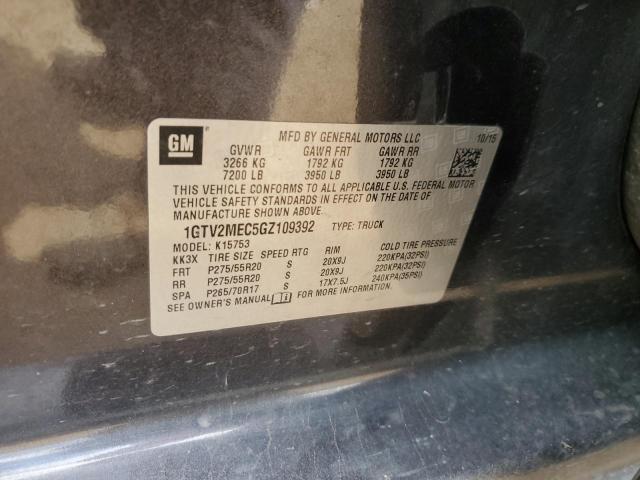 GM
MFD BY GENERAL MOTORS LLC 10/15
GVWR GAWR FRT GAWR RR
3266 KG 1792 KG 1792 KG
7200 LB 3950 LB 3950 LB
THIS VEHICLE CONFORMS TO ALL APPLICABLE U.S. FEDERAL MOTOR
VEHICLE SAFETY STANDARDS IN EFFECT ON THE DATE OF
MANUFACTURE SHOWN ABOVE.
1GTV2MEC5GZ109392 TYPE: TRUCK
MODEL: K15753
KK3X TIRE SIZE SPEED RTG RIM COLD TIRE PRESSURE
FRT P275/55R20 S 20X9J 220KPA(32PSI)
RR P275/55R20 S 20X9J 220KPA(32PSI)
SPA P265/70R17 S 17X7.5J 240KPA(35PSI)
SEE OWNER'S MANUAL FOR MORE INFORMATION.